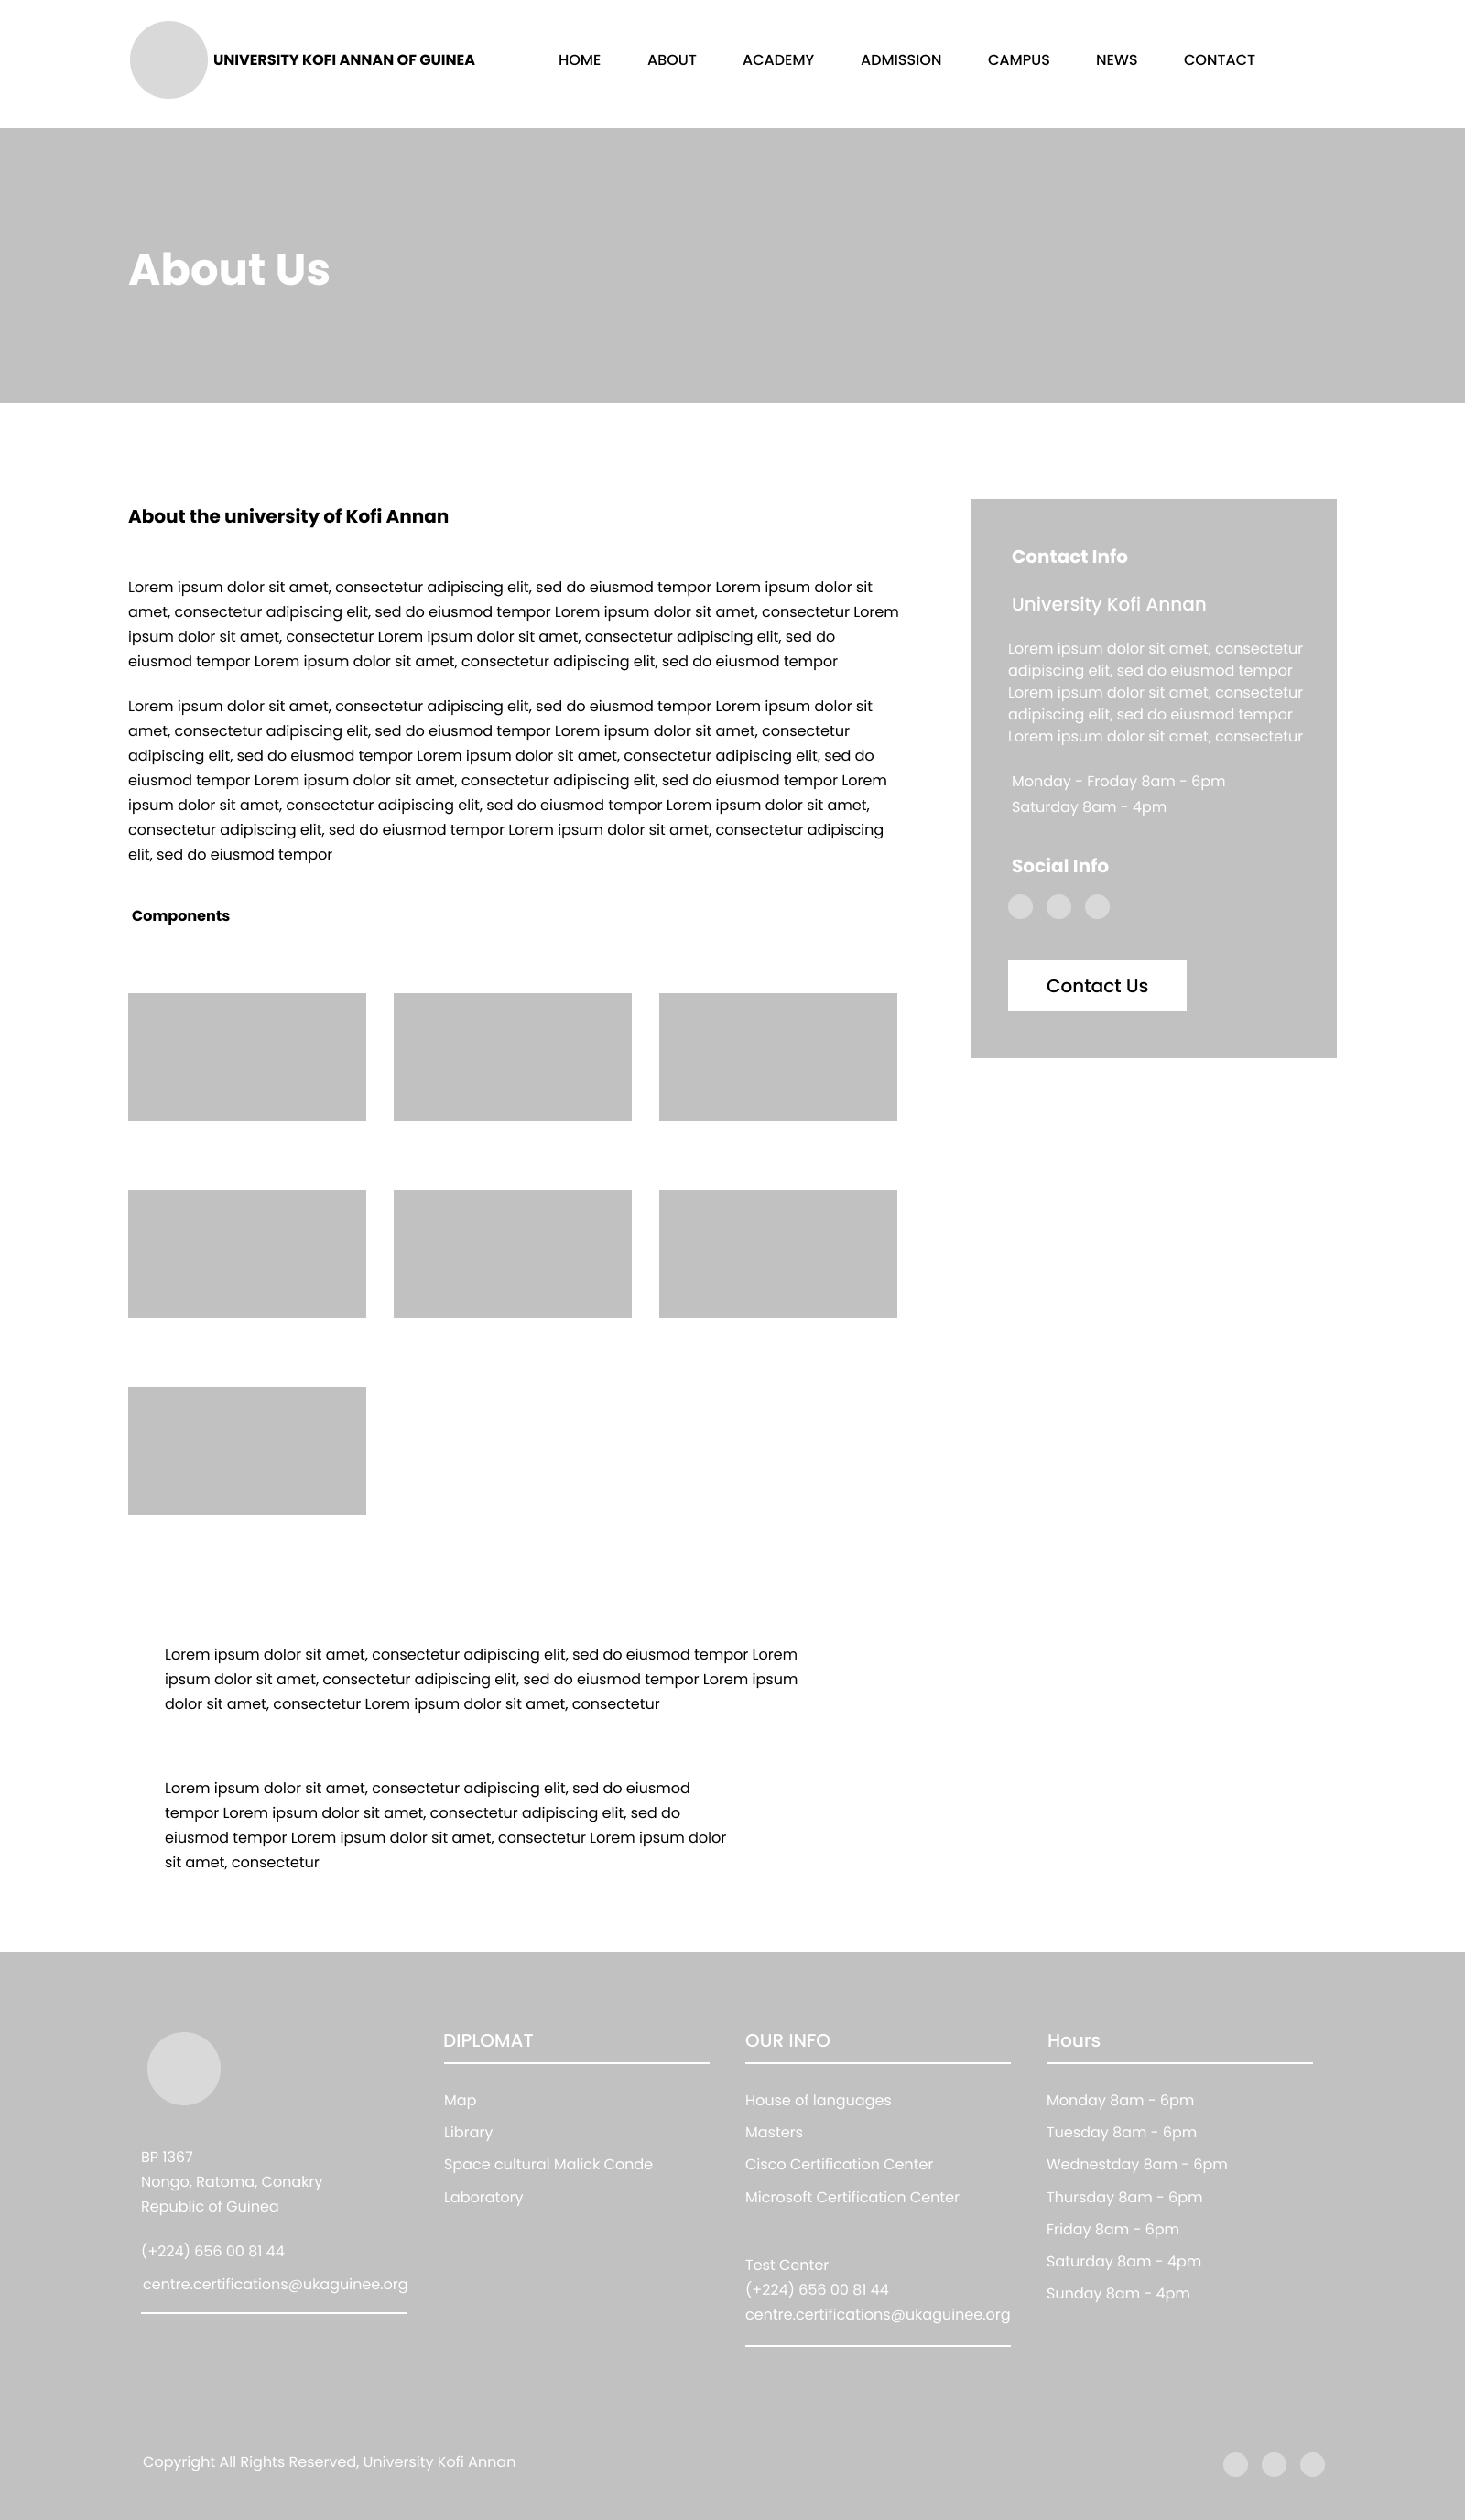 UNIVERSITY KOFI ANNAN OF GUINEA
HOME
ABOUT
ACADEMY
ADMISSION
CAMPUS
NEWS
CONTACT
About Us
About the university of Kofi Annan
Lorem ipsum dolor sit amet, consectetur adipiscing elit, sed do eiusmod tempor Lorem ipsum dolor sit
amet, consectetur adipiscing elit, sed do eiusmod tempor Lorem ipsum dolor sit amet, consectetur Lorem
ipsum dolor sit amet, consectetur Lorem ipsum dolor sit amet, consectetur adipiscing elit, sed do
eiusmod tempor Lorem ipsum dolor sit amet, consectetur adipiscing elit, sed do eiusmod tempor
Lorem ipsum dolor sit amet, consectetur adipiscing elit, sed do eiusmod tempor Lorem ipsum dolor sit
amet, consectetur adipiscing elit, sed do eiusmod tempor Lorem ipsum dolor sit amet, consectetur
adipiscing elit, sed do eiusmod tempor Lorem ipsum dolor sit amet, consectetur adipiscing elit, sed do
eiusmod tempor Lorem ipsum dolor sit amet, consectetur adipiscing elit, sed do eiusmod tempor Lorem
ipsum dolor sit amet, consectetur adipiscing elit, sed do eiusmod tempor Lorem ipsum dolor sit amet,
consectetur adipiscing elit, sed do eiusmod tempor Lorem ipsum dolor sit amet, consectetur adipiscing
elit, sed do eiusmod tempor
Components
Contact Info
University Kofi Annan
Lorem ipsum dolor sit amet, consectetur
adipiscing elit, sed do eiusmod tempor
Lorem ipsum dolor sit amet, consectetur
adipiscing elit, sed do eiusmod tempor
Lorem ipsum dolor sit amet, consectetur
Monday - Froday 8am - 6pm
Saturday 8am - 4pm
Social Info
Contact Us
Lorem ipsum dolor sit amet, consectetur adipiscing elit, sed do eiusmod tempor Lorem
ipsum dolor sit amet, consectetur adipiscing elit, sed do eiusmod tempor Lorem ipsum
dolor sit amet, consectetur Lorem ipsum dolor sit amet, consectetur
Lorem ipsum dolor sit amet, consectetur adipiscing elit, sed do eiusmod
tempor Lorem ipsum dolor sit amet, consectetur adipiscing elit, sed do
eiusmod tempor Lorem ipsum dolor sit amet, consectetur Lorem ipsum dolor
sit amet, consectetur
BP 1367
Nongo, Ratoma, Conakry
Republic of Guinea
(+224) 656 00 81 44
centre.certifications@ukaguinee.org
DIPLOMAT
Map
Library
Space cultural Malick Conde
Laboratory
OUR INFO
House of languages
Masters
Cisco Certification Center
Microsoft Certification Center
Test Center
(+224) 656 00 81 44
centre.certifications@ukaguinee.org
Hours
Monday 8am - 6pm
Tuesday 8am - 6pm
Wednestday 8am - 6pm
Thursday 8am - 6pm
Friday 8am - 6pm
Saturday 8am - 4pm
Sunday 8am - 4pm
Copyright All Rights Reserved, University Kofi Annan